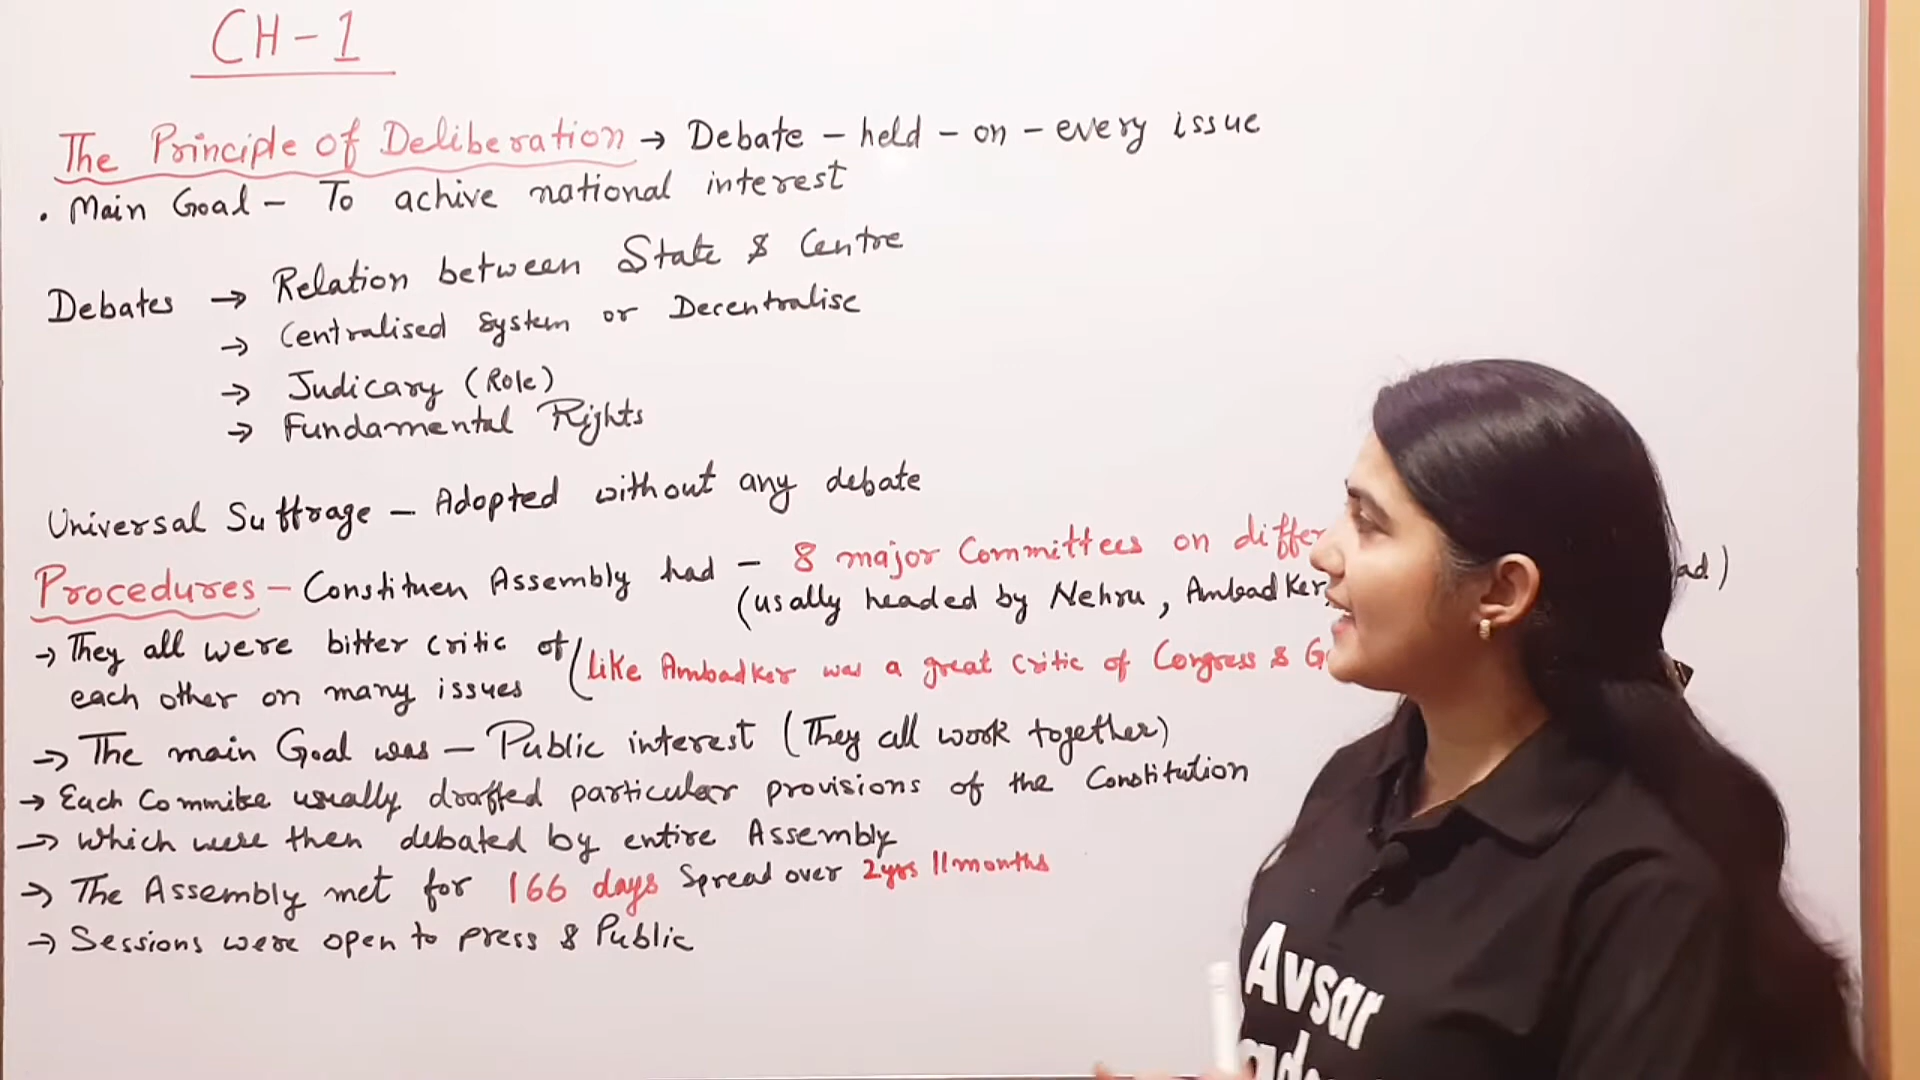 CH-1
The Principle of Deliberation → Debate - held - on - every issue
• Main Goal - To achive national interest
Debates → Relation between State & Centre
→ Centralised System or Decentralise
→ Judicary (Role)
→ Fundamental Rights
Universal Suffrage - Adopted without any debate
Procedures - Constituen Assembly had - 8 major Committees on
(usally headed by Nehru, Ambadker,
→ They all were bitter critic of each other on many issues
(like Ambadker was a great critic of Congress &
→ The main Goal was - Public interest (They all work together)
→ Each Commitee usually drafted particular provisions of the Constitution
→ which were then debated by entire Assembly
→ The Assembly met for 166 days Spread over 2yrs 11months
→ Sessions were open to press & Public
Avsar